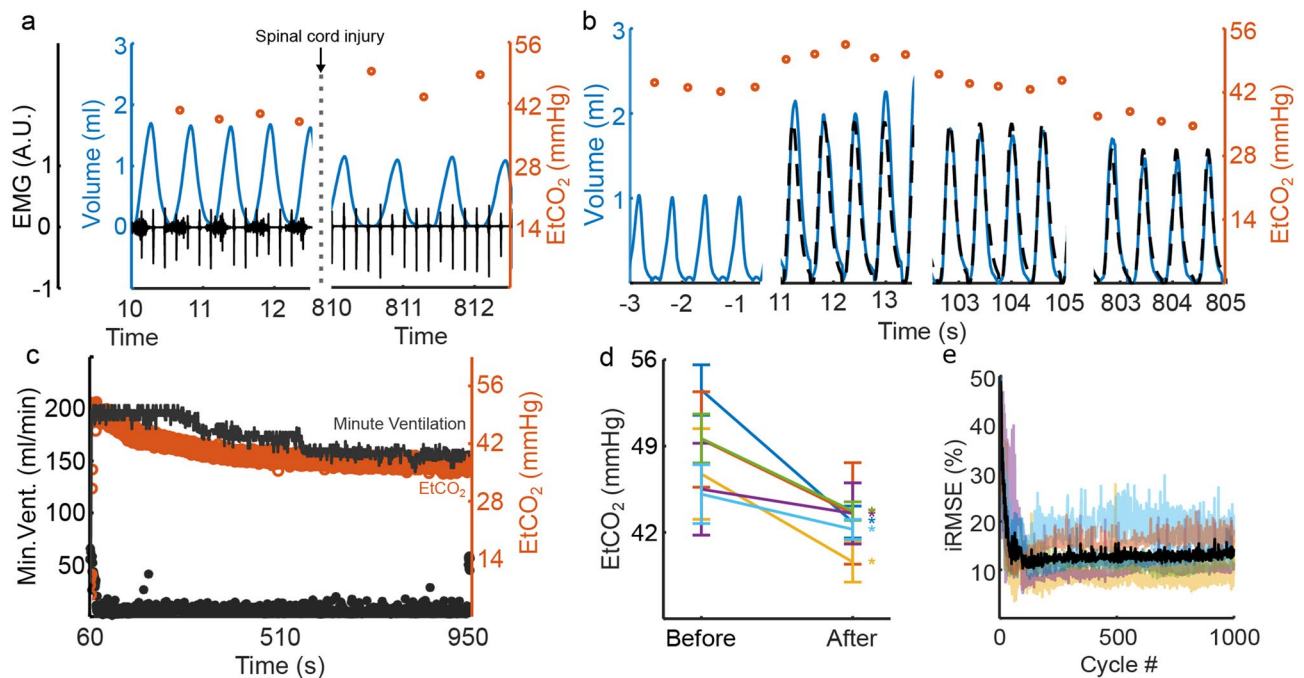 a
Spinal cord injury
EMG (A.U.)
1
0
-1
Volume (ml)
3
2
1
0
EtCO2 (mmHg)
56
42
28
14
10 11 12 810 811 812
Time Time
b
Volume (ml)
3
2
1
EtCO2 (mmHg)
56
42
28
14
-3 -2 -1 11 12 13 103 104 105 803 804 805
Time (s)
c
Min.Vent. (ml/min)
200
150
100
50
Minute Ventilation
EtCO2
EtCO2 (mmHg)
56
42
28
14
60 510 950
Time (s)
d
EtCO2 (mmHg)
56
49
42
*
*
*
*
*
Before After
e
iRMSE (%)
50
40
30
20
10
0 500 1000
Cycle #